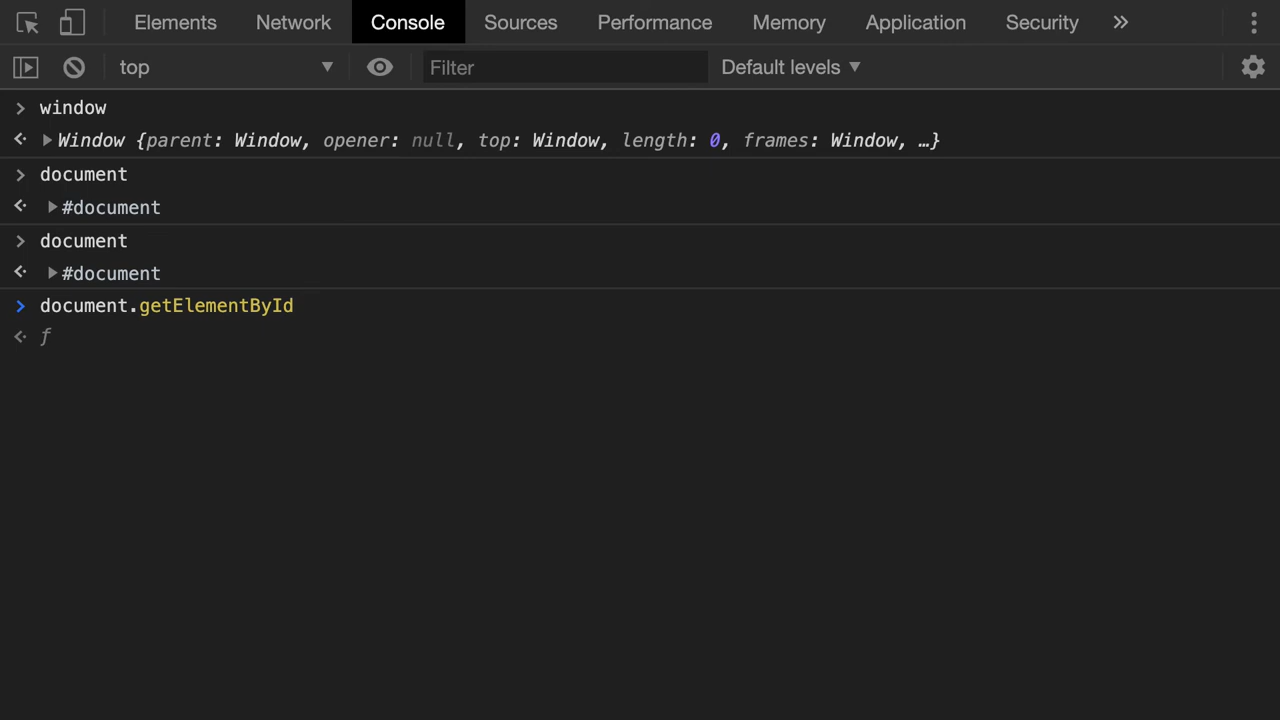 Elements Network Console Sources Performance Memory Application Security »
top Filter Default levels
> window
Window {parent: Window, opener: null, top: Window, length: 0, frames: Window, …}
> document
#document
> document
#document
> document.getElementById
ƒ